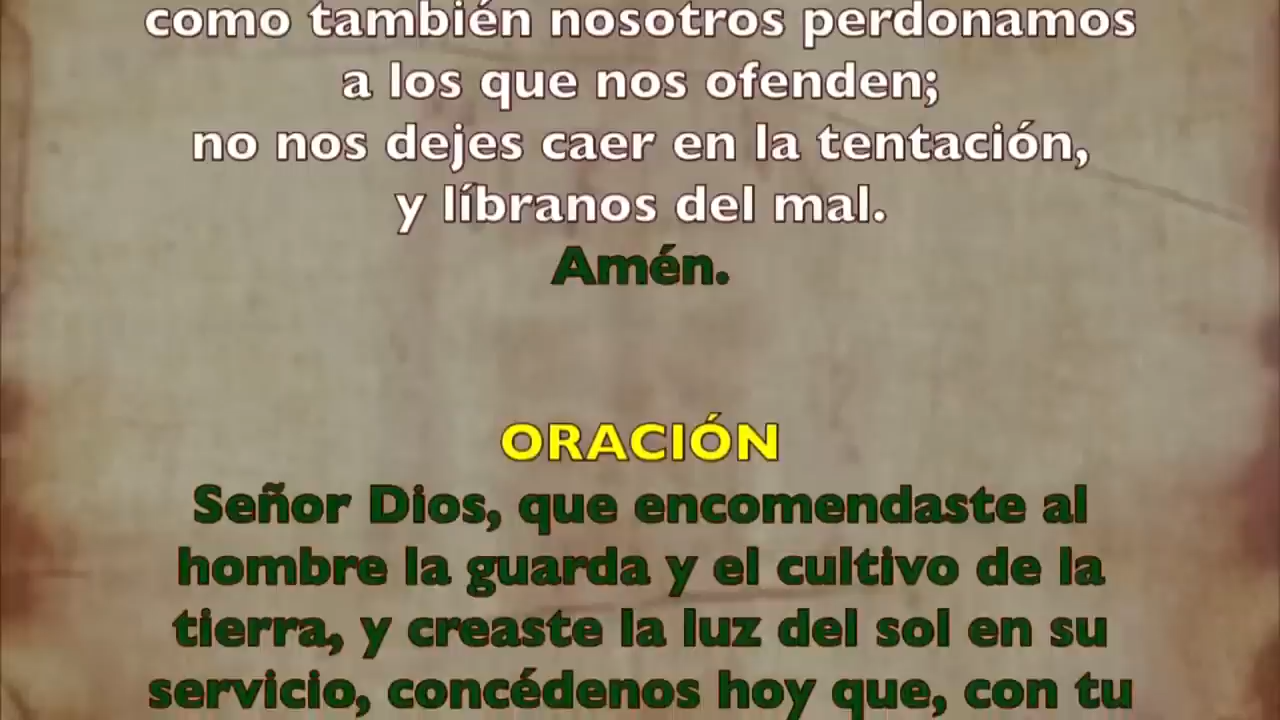 como también nosotros perdonamos
a los que nos ofenden;
no nos dejes caer en la tentación,
y líbranos del mal.
Amén.
ORACIÓN
Señor Dios, que encomendaste al
hombre la guarda y el cultivo de la
tierra, y creaste la luz del sol en su
servicio, concédenos hoy que, con tu